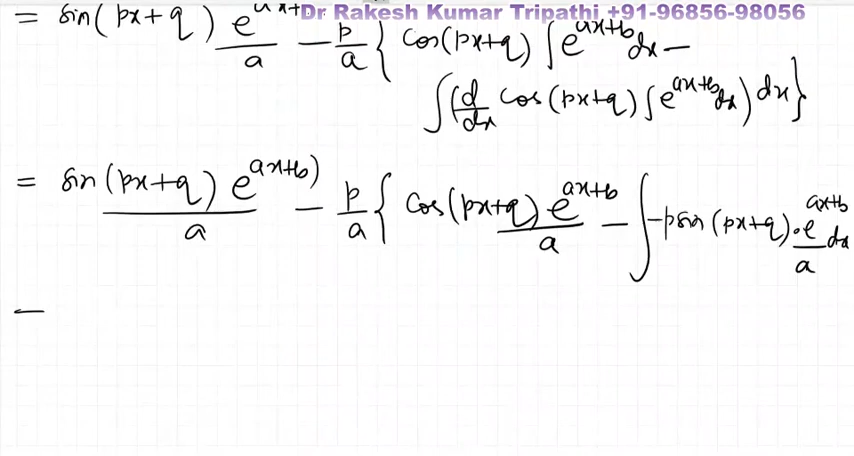 Dr Rakesh Kumar Tripathi +91-96856-98056
= sin(px+q) e^(ax+ / a − p/a { cos(px+q) ∫ e^(ax+b) dx −
∫ (d/dx cos(px+q) ∫ e^(ax+b) dx) dx }
= sin(px+q) e^(ax+b)) / a − p/a { cos(px+q) e^(ax+b) / a − ∫ −p sin(px+q) · e^(ax+b) / a dx